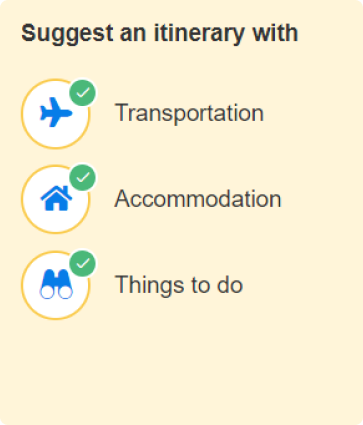 Suggest an itinerary with
Transportation
Accommodation
Things to do